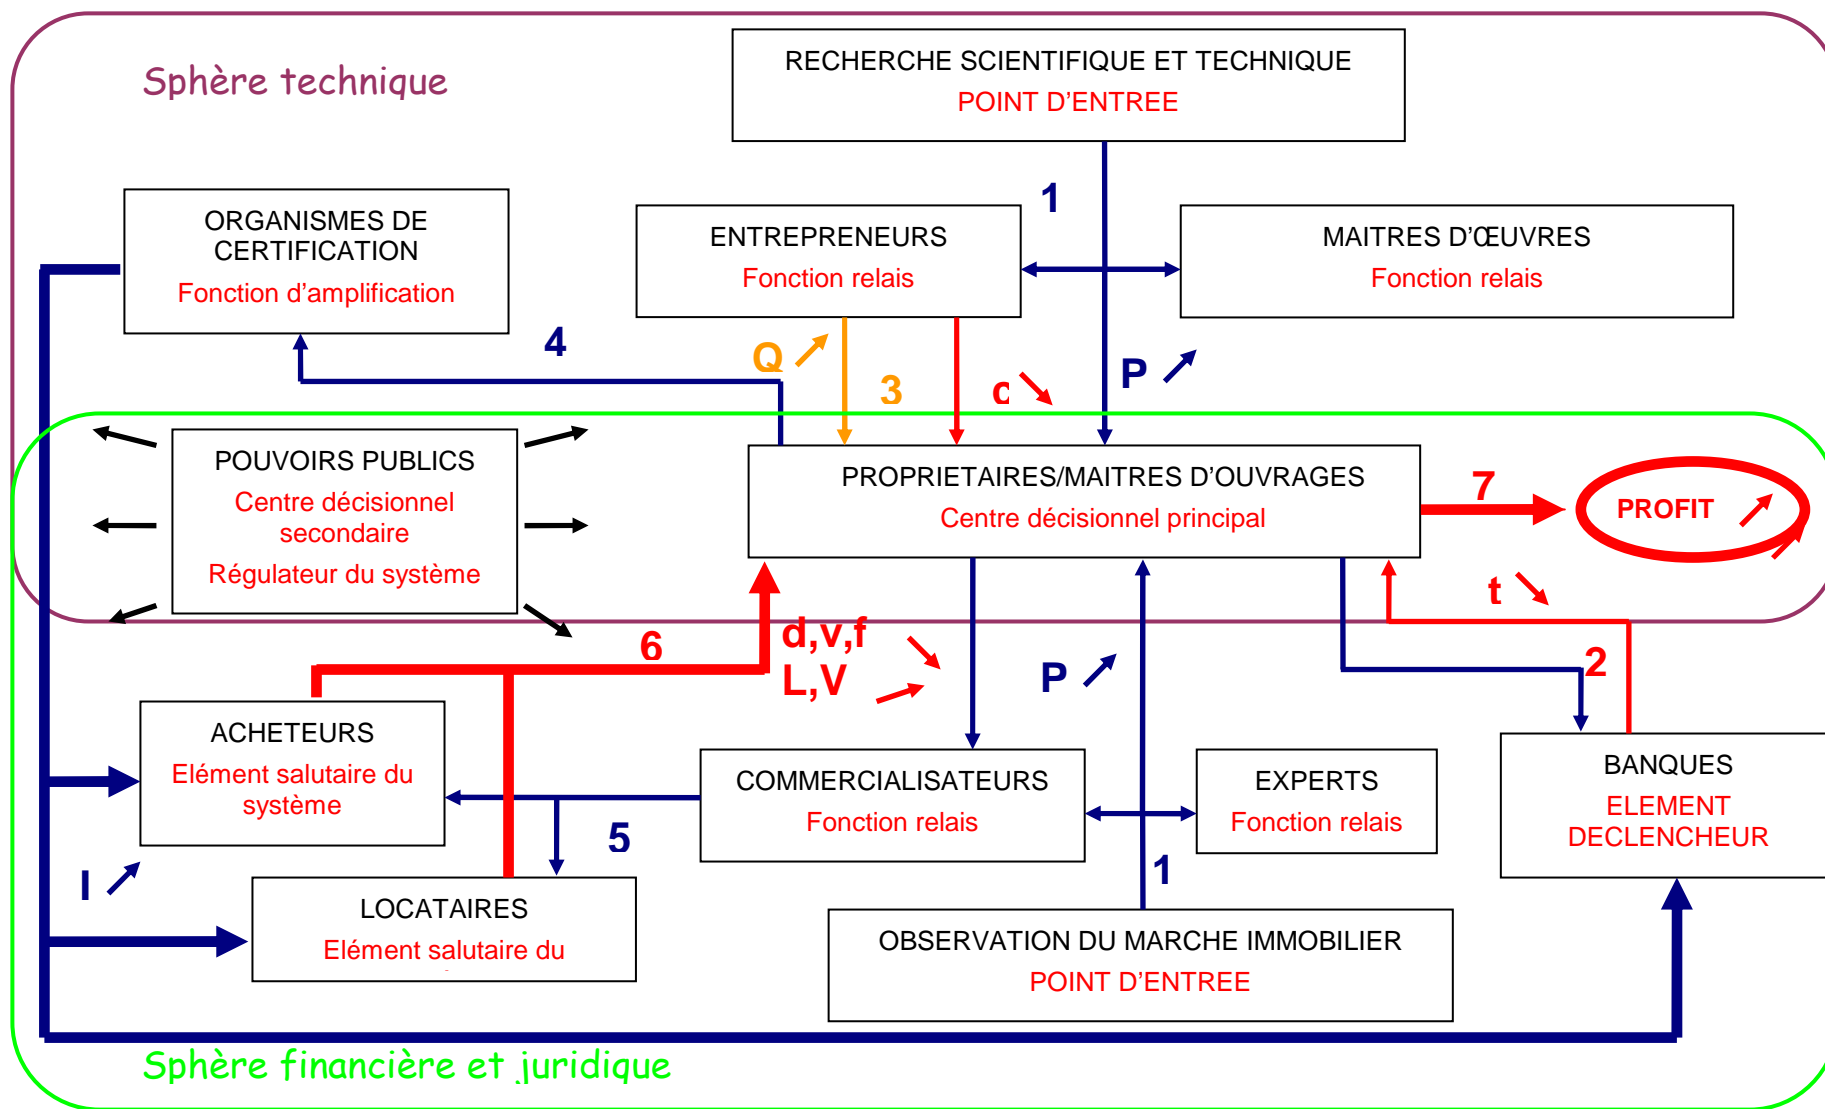 Sphère technique
RECHERCHE SCIENTIFIQUE ET TECHNIQUE
POINT D'ENTREE
1
ORGANISMES DE
CERTIFICATION
Fonction d'amplification
ENTREPRENEURS
Fonction relais
MAITRES D'ŒUVRES
Fonction relais
4
Q
3
c
P
POUVOIRS PUBLICS
Centre décisionnel
secondaire
Régulateur du système
PROPRIETAIRES/MAITRES D'OUVRAGES
Centre décisionnel principal
7
PROFIT
t
6
d,v,f
L,V
P
2
ACHETEURS
Elément salutaire du
système
COMMERCIALISATEURS
Fonction relais
EXPERTS
Fonction relais
BANQUES
ELEMENT
DECLENCHEUR
5
1
I
LOCATAIRES
Elément salutaire du
OBSERVATION DU MARCHE IMMOBILIER
POINT D'ENTREE
Sphère financière et juridique